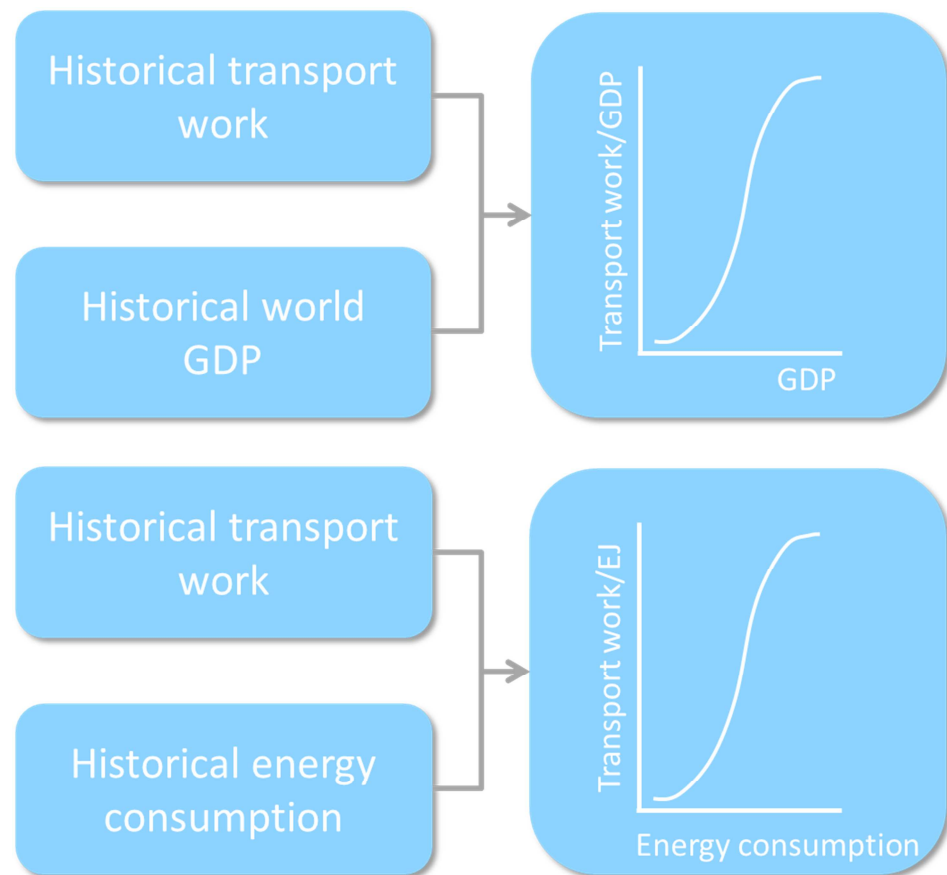 Historical transport
work
Historical world
GDP
Transport work/GDP
GDP
Historical transport
work
Historical energy
consumption
Transport work/EJ
Energy consumption